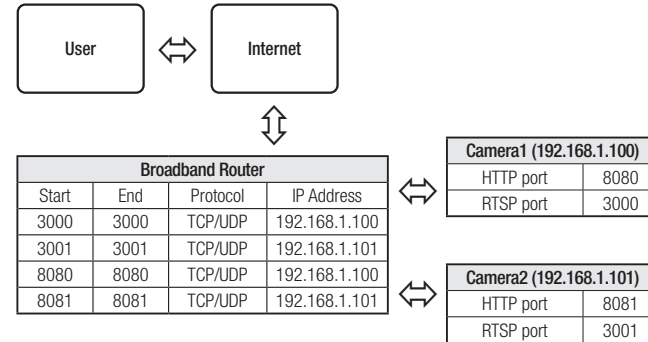 User
Internet
Broadband Router
Start End Protocol IP Address
3000 3000 TCP/UDP 192.168.1.100
3001 3001 TCP/UDP 192.168.1.101
8080 8080 TCP/UDP 192.168.1.100
8081 8081 TCP/UDP 192.168.1.101
Camera1 (192.168.1.100)
HTTP port 8080
RTSP port 3000
Camera2 (192.168.1.101)
HTTP port 8081
RTSP port 3001